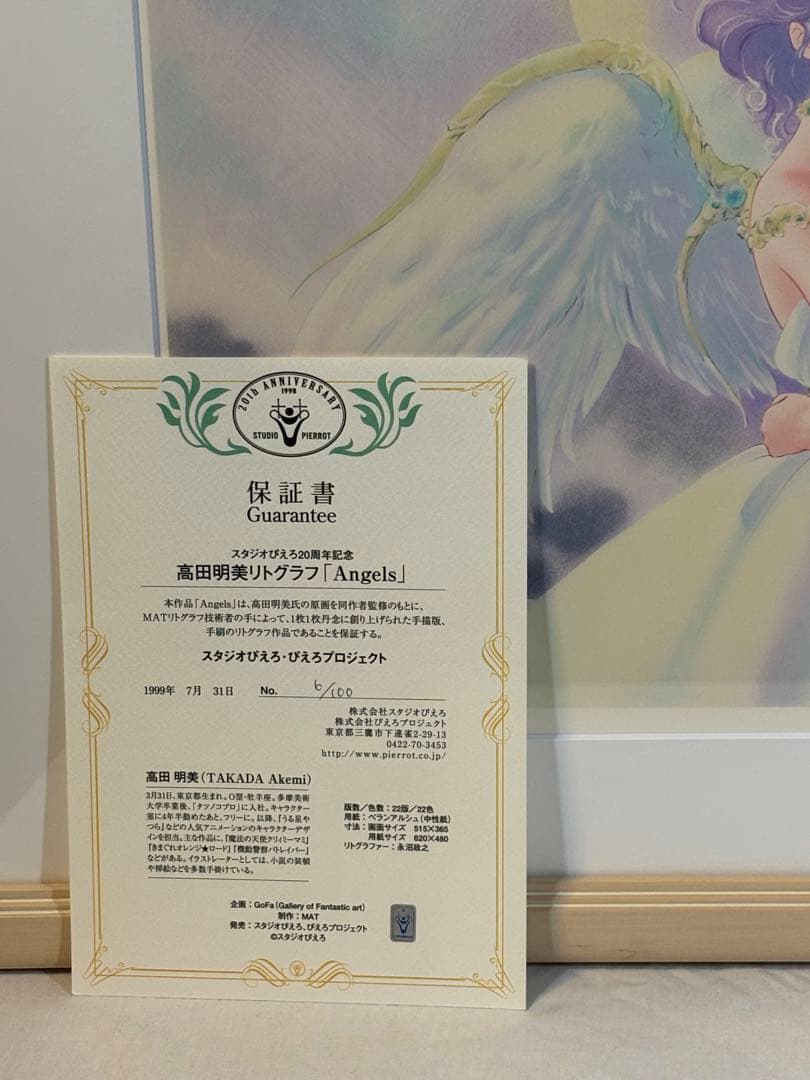 20th ANNIVERSARY
1998
STUDIO PIERROT
保証書
Guarantee
スタジオぴえろ20周年記念
高田明美リトグラフ「Angels」
本作品「Angels」は、高田明美氏の原画を同作者監修のもとに、
MATリトグラフ技術者の手によって、1枚1枚丹念に創り上げられた手描版、
手刷のリトグラフ作品であることを保証する。
スタジオぴえろ・ぴえろプロジェクト
1999年 7月 31日 No. 6/100
株式会社スタジオぴえろ
株式会社ぴえろプロジェクト
東京都三鷹市下連雀2-29-13
0422-70-3453
http://www.pierrot.co.jp/
高田 明美(TAKADA Akemi)
3月31日、東京都生まれ。O型・牡羊座。多摩美術
大学卒業後、「タツノコプロ」に入社。キャラクター
室に4年半勤めたあと、フリーに。以降、「うる星や
つら」などの人気アニメーションのキャラクターデザ
インを担当。主な作品に、「魔法の天使クリィミーマミ」
「きまぐれオレンジ★ロード」「機動警察パトレイバー」
などがある。イラストレーターとしては、小説の装幀
や挿絵などを多数手掛けている。
版数/色数:22版/22色
用紙:ベランアルシュ(中性紙)
寸法:画面サイズ 515×365
用紙サイズ 620×480
リトグラファー:永沼政之
企画:GoFa(Gallery of Fantastic art)
制作:MAT
発売:スタジオぴえろ、ぴえろプロジェクト
©スタジオぴえろ